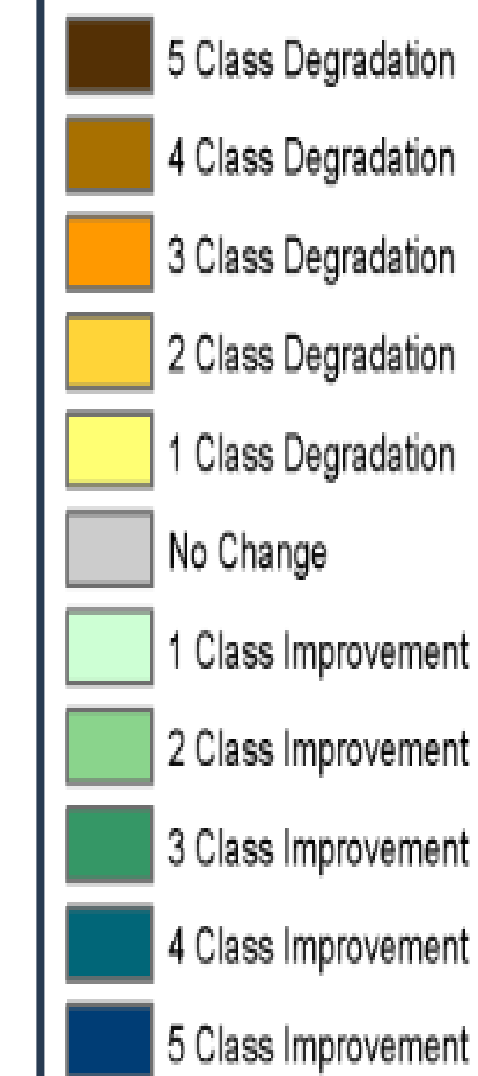 5 Class Degradation
4 Class Degradation
3 Class Degradation
2 Class Degradation
1 Class Degradation
No Change
1 Class Improvement
2 Class Improvement
3 Class Improvement
4 Class Improvement
5 Class Improvement